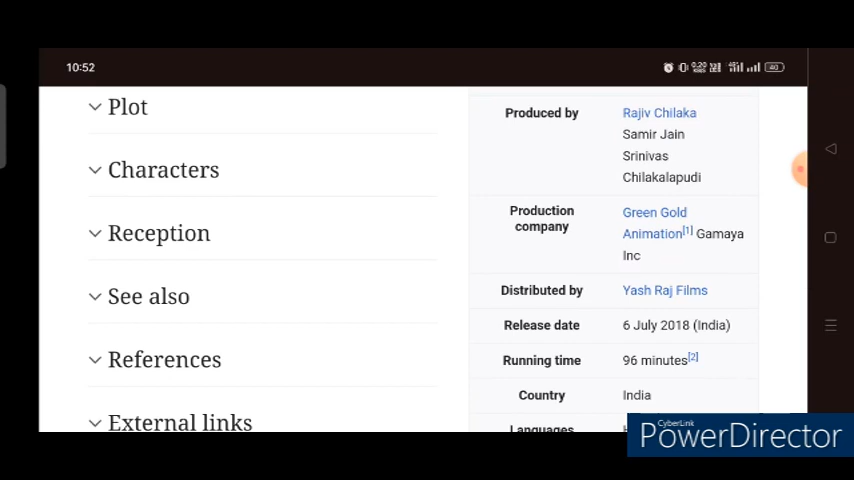 10:52
Plot
Characters
Reception
See also
References
External links
Produced by
Rajiv Chilaka
Samir Jain
Srinivas
Chilakalapudi
Production
company
Green Gold
Animation[1] Gamaya
Inc
Distributed by
Yash Raj Films
Release date
6 July 2018 (India)
Running time
96 minutes[2]
Country
India
Languages
CyberLink
PowerDirector